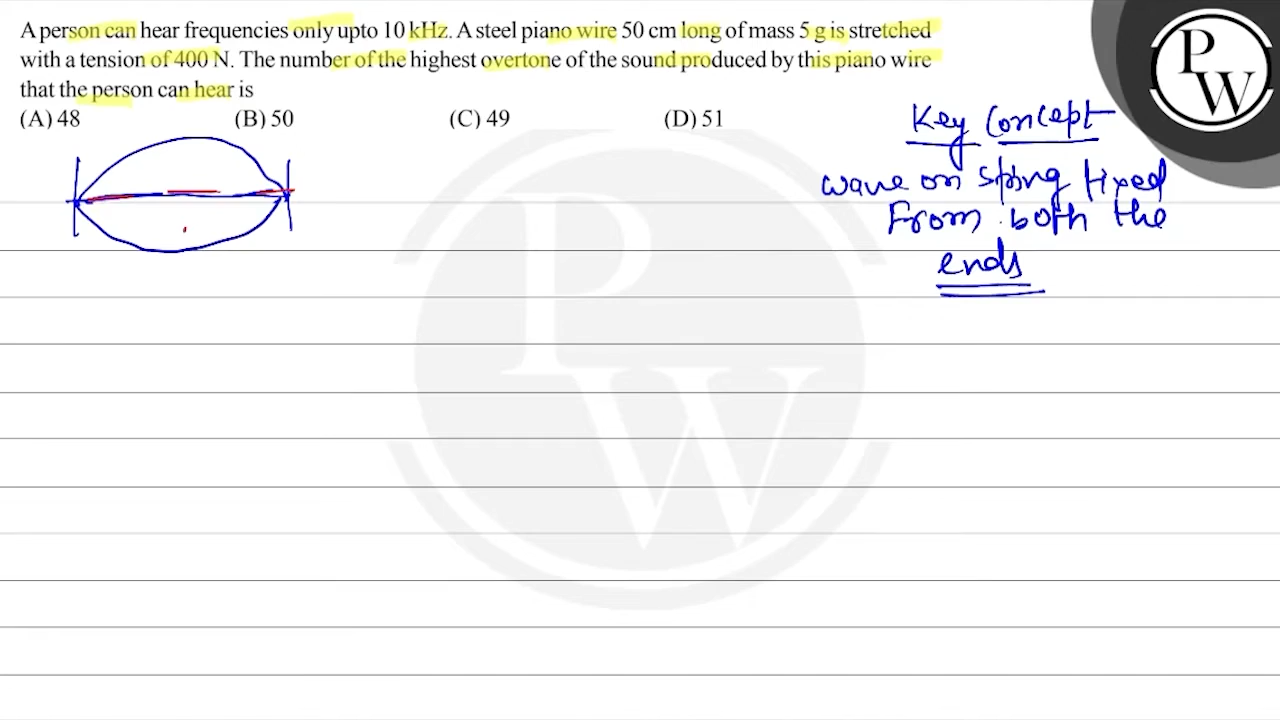 A person can hear frequencies only upto 10 kHz. A steel piano wire 50 cm long of mass 5 g is stretched
with a tension of 400 N. The number of the highest overtone of the sound produced by this piano wire
that the person can hear is
(A) 48 (B) 50 (C) 49 (D) 51
Key Concept
wave on string fixed
From both the
ends
P
W
P
W